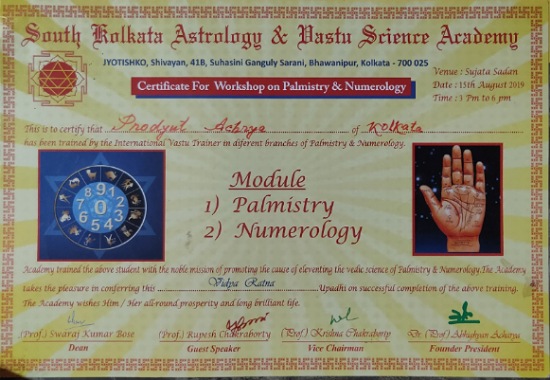 South Kolkata Astrology & Vastu Science Academy
JYOTISHKO, Shivayan, 41B, Suhasini Ganguly Sarani, Bhawanipur, Kolkata - 700 025
Certificate For Workshop on Palmistry & Numerology
Venue : Sujata Sadan
Date : 15th August 2019
Time : 3 Pm to 6 pm
This is to certify that Prodyut Acharya of Kolkata
has been trained by the International Vastu Trainer in diferent branches of Palmistry & Numerology.
Module
1) Palmistry
2) Numerology
9 1 8 2 7 0 3 6 4 5
Academy trained the above student with the noble mission of promoting the cause of eleventing the vedic science of Palmistry & Numerology.The Academy
takes the pleasure in conferring this Vidya Ratna Upadhi on successful completion of the above training.
The Academy wishes Him / Her all-round prosperity and long brilliant life.
(Prof.) Swaraj Kumar Bose
Dean
(Prof.) Rupesh Chakraborty
Guest Speaker
(Prof.) Krishna Chakraborty
Vice Chairman
Dr. (Prof) Abhaghyan Acharya
Founder President